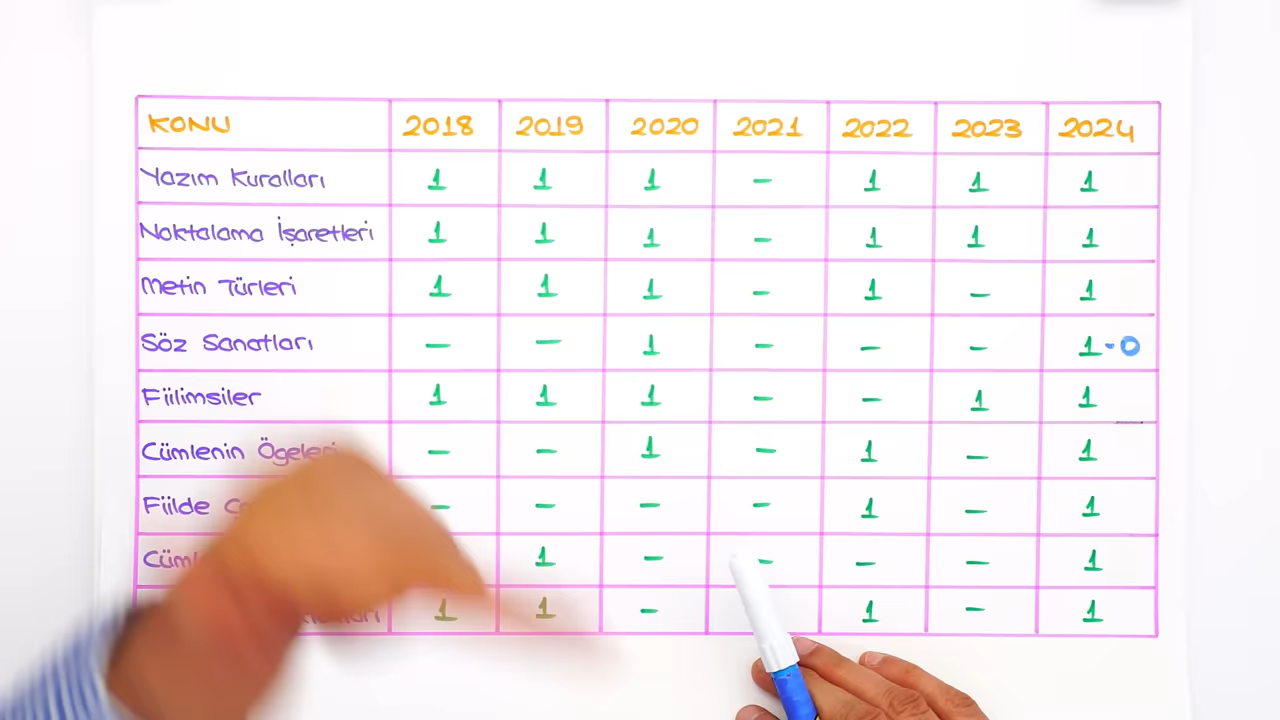 KONU 2018 2019 2020 2021 2022 2023 2024
Yazım Kuralları 1 1 1 - 1 1 1
Noktalama İşaretleri 1 1 1 - 1 1 1
Metin Türleri 1 1 1 - 1 - 1
Söz Sanatları - - 1 - - - 1-0
Fiilimsiler 1 1 1 - - 1 1
Cümlenin Ögeleri - - 1 - 1 - 1
Fiilde - - - - 1 - 1
1 - - - - 1
1 1 - 1 - 1